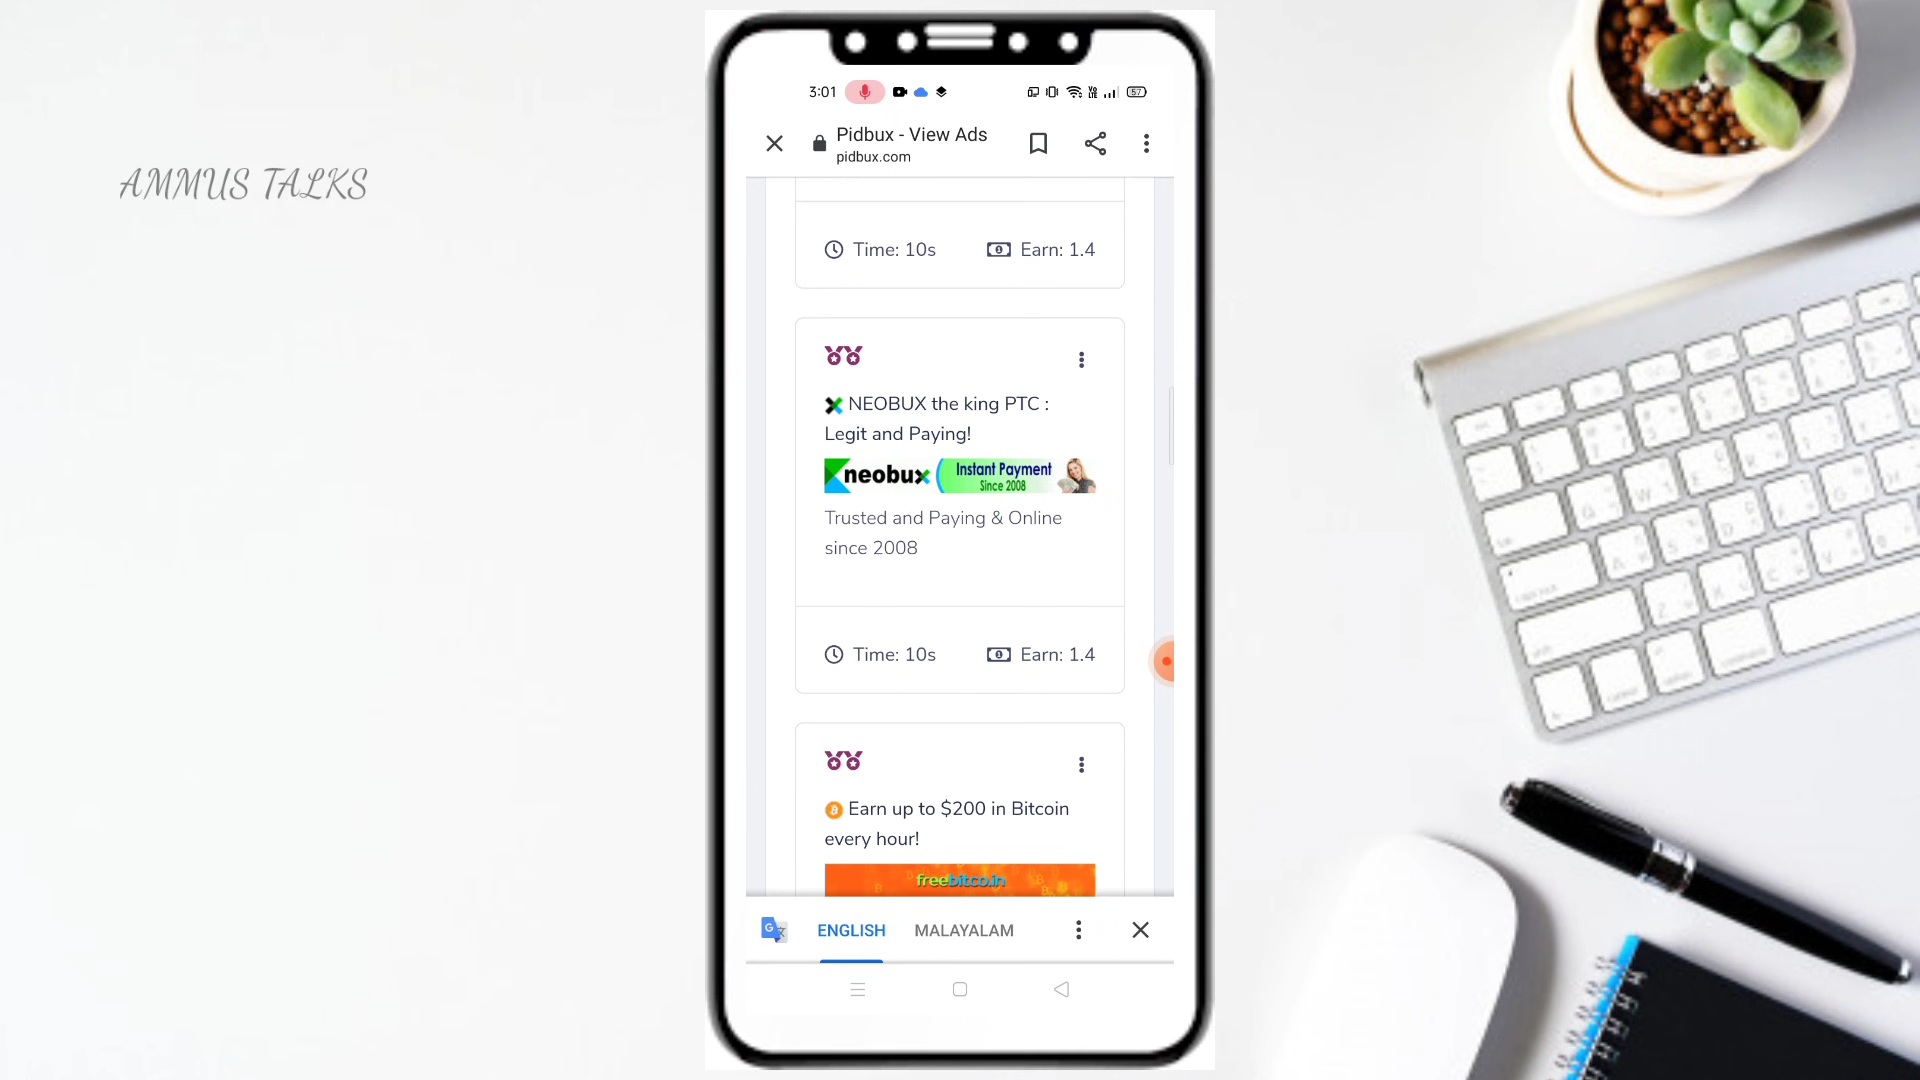 AMMUS TALKS
3:01
57
Pidbux - View Ads
pidbux.com
Time: 10s
Earn: 1.4
NEOBUX the king PTC :
Legit and Paying!
neobux
Instant Payment
Since 2008
Trusted and Paying & Online
since 2008
Time: 10s
Earn: 1.4
Earn up to $200 in Bitcoin
every hour!
freebitco.in
ENGLISH
MALAYALAM